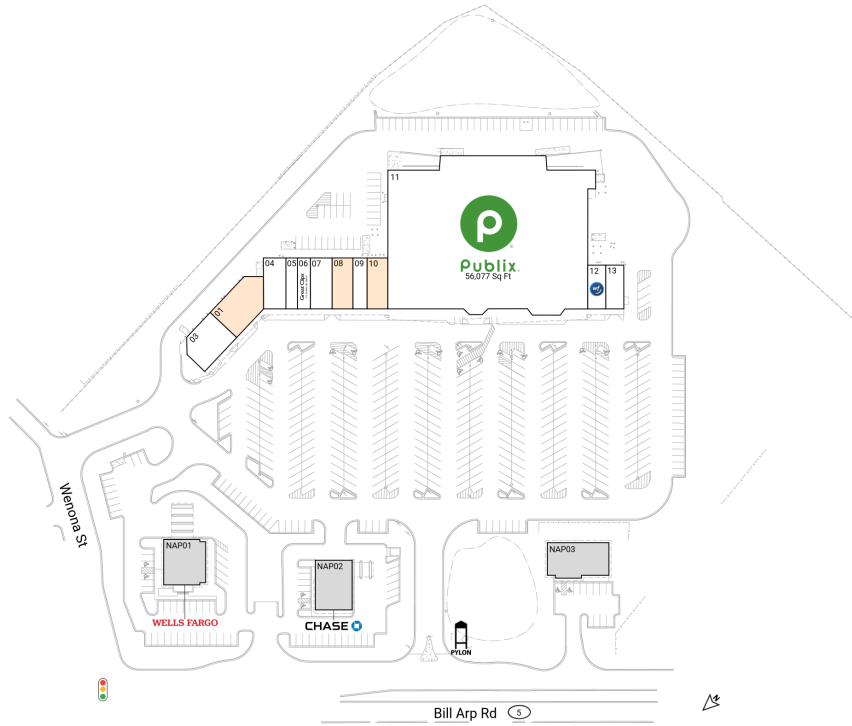 11
Publix.
56,077 Sq Ft
04
05
06
07
08
09
10
Great Clips
12
13
01
03
Wenona St
NAP01
NAP02
NAP03
WELLS FARGO
CHASE
PYLON
Bill Arp Rd
5